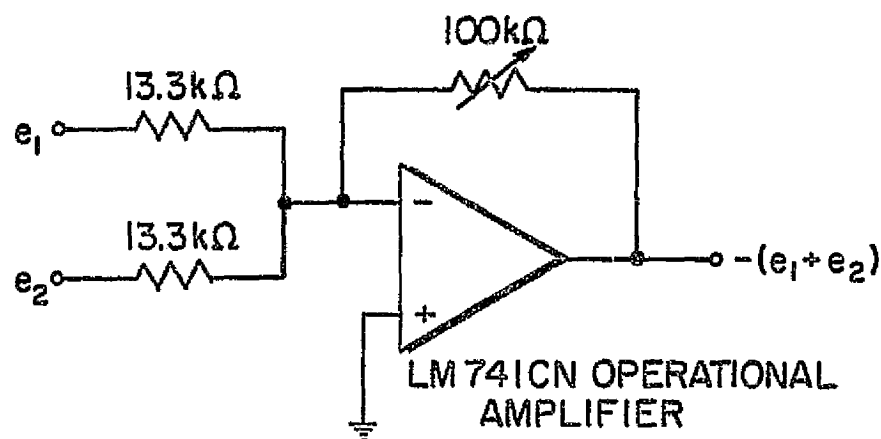 100kΩ
13.3kΩ
e₁
13.3kΩ
e₂
-
+
-(e₁+e₂)
LM741CN OPERATIONAL
AMPLIFIER